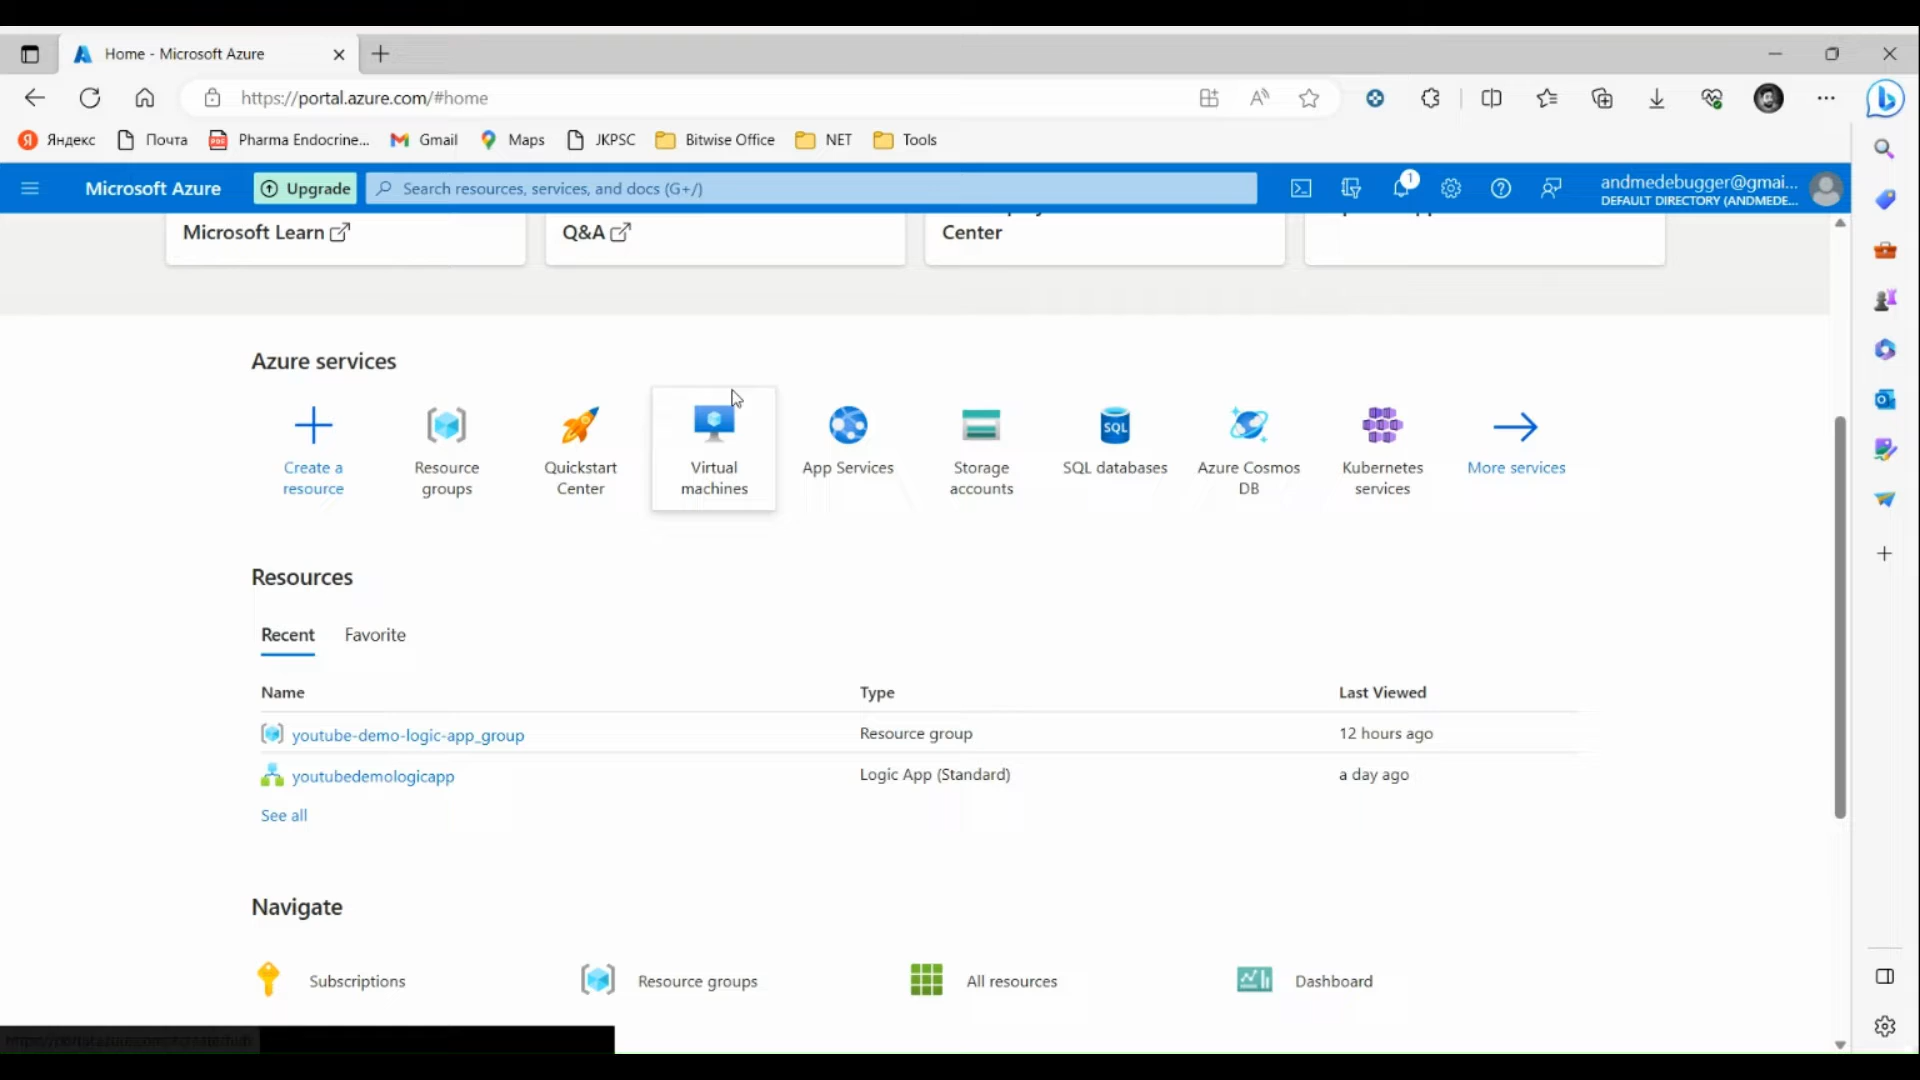 Home - Microsoft Azure
https://portal.azure.com/#home
Яндекс Почта Pharma Endocrine... Gmail Maps JKPSC Bitwise Office NET Tools
Microsoft Azure Upgrade Search resources, services, and docs (G+/) 1 andmedebugger@gmai...
DEFAULT DIRECTORY (ANDMEDE...
Microsoft Learn Q&A Center
Azure services
Create a resource
Resource groups
Quickstart Center
Virtual machines
App Services
Storage accounts
SQL
SQL databases
Azure Cosmos DB
Kubernetes services
More services
Resources
Recent Favorite
Name Type Last Viewed
youtube-demo-logic-app_group Resource group 12 hours ago
youtubedemologicapp Logic App (Standard) a day ago
See all
Navigate
Subscriptions Resource groups All resources Dashboard